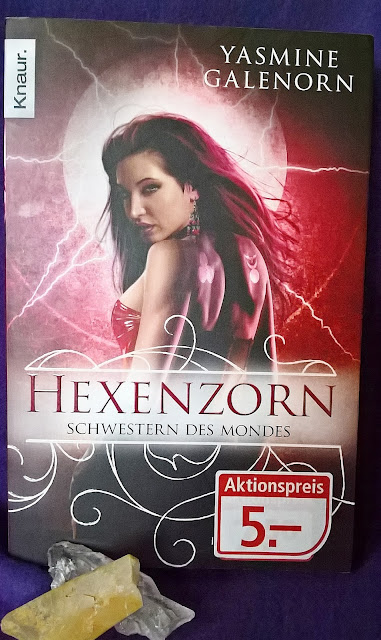 Knaur.
YASMINE
GALENORN
HEXENZORN
SCHWESTERN DES MONDES
Aktionspreis
5.–